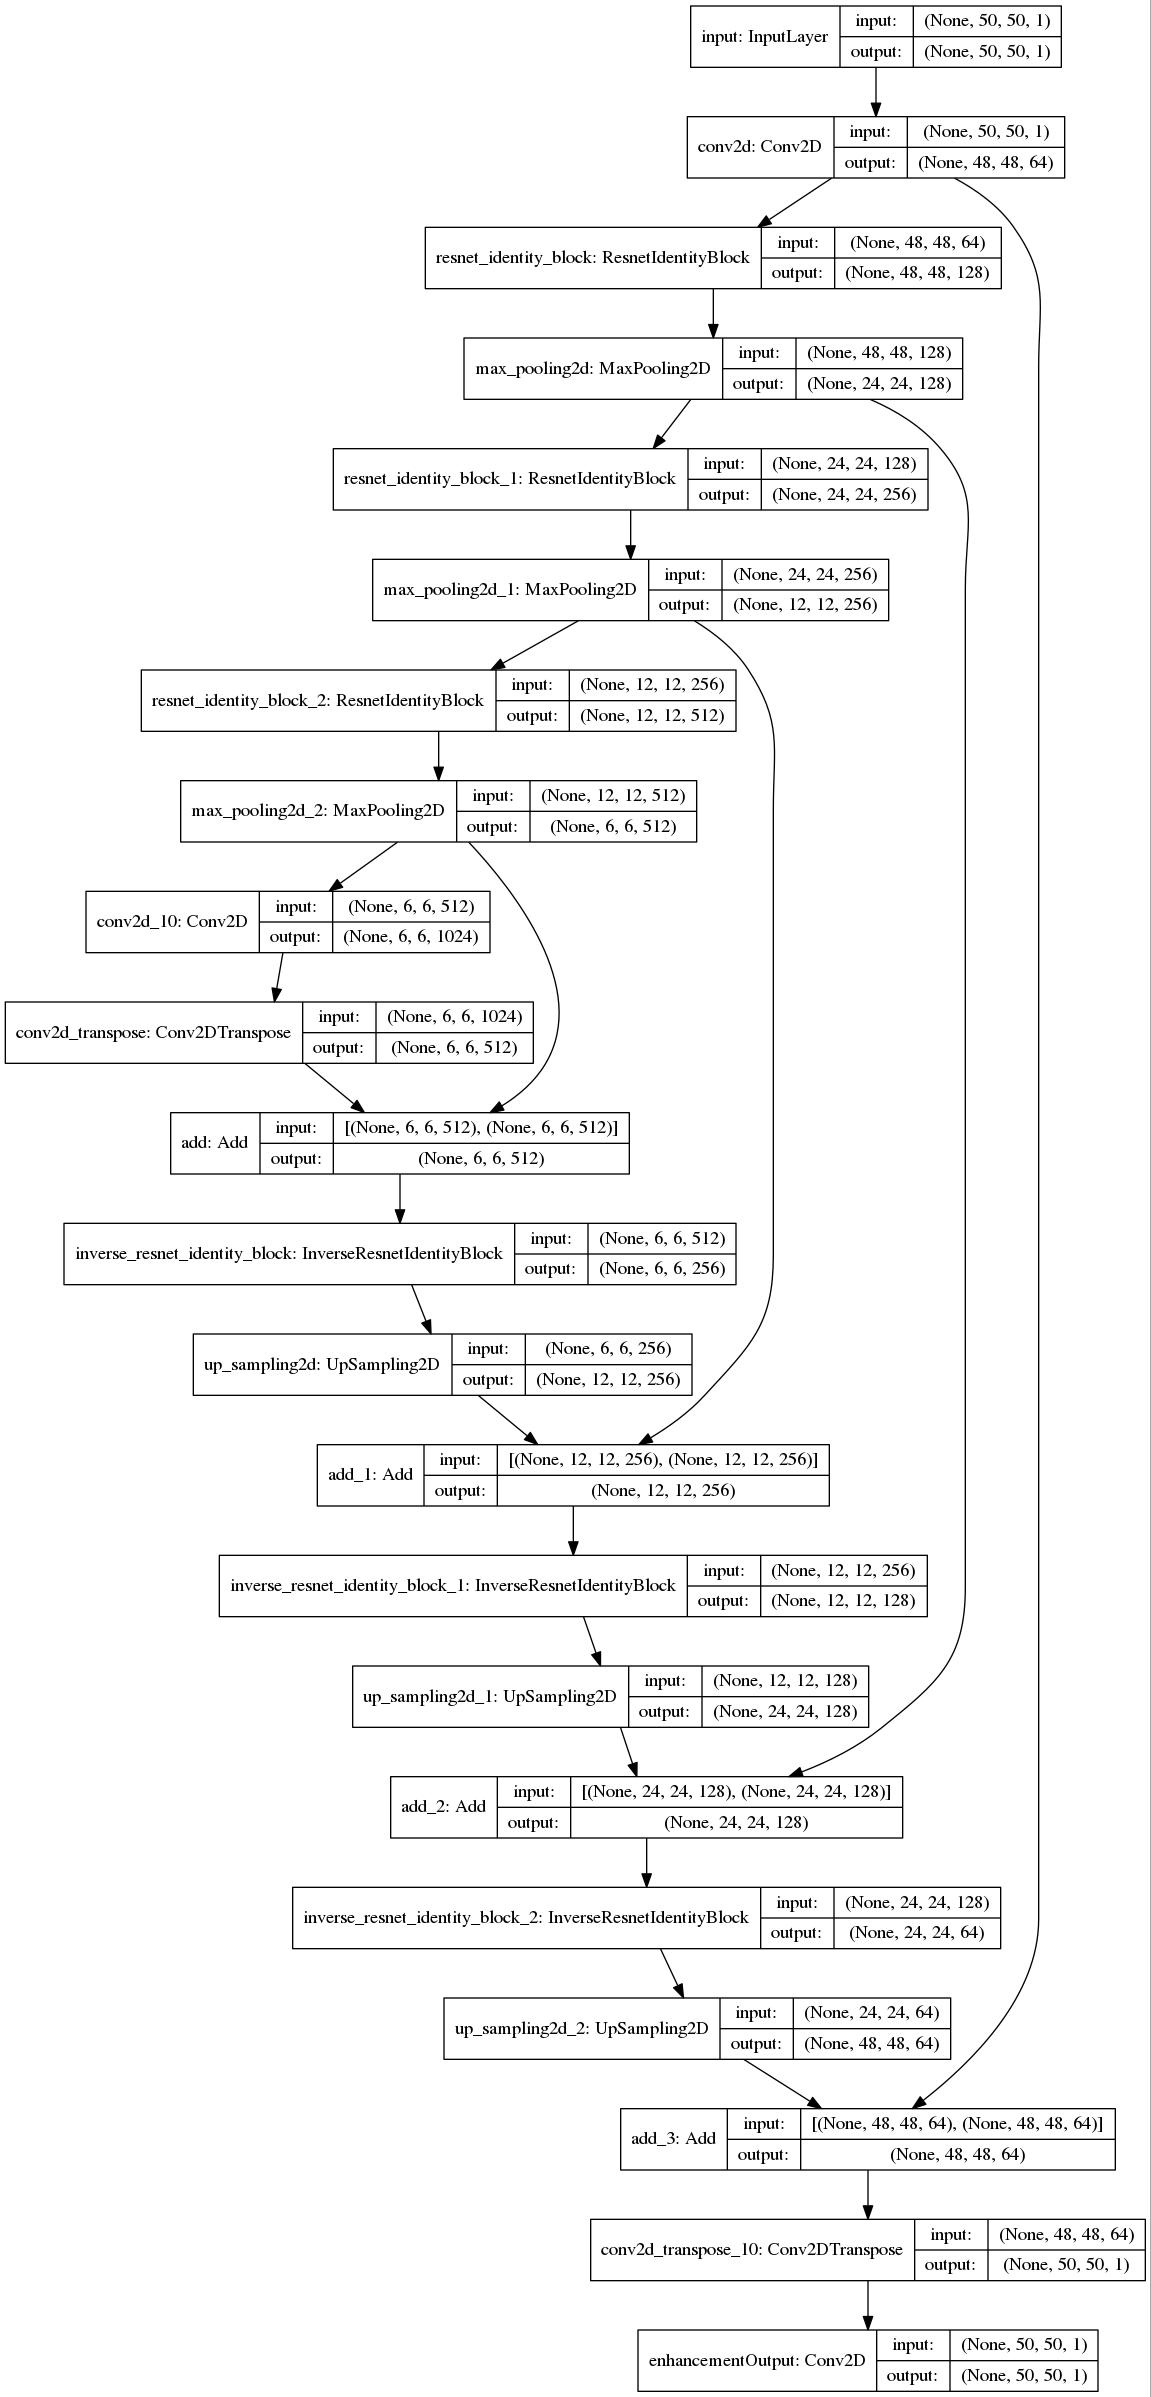 input: InputLayer
input: (None, 50, 50, 1)
output: (None, 50, 50, 1)
conv2d: Conv2D
input: (None, 50, 50, 1)
output: (None, 48, 48, 64)
resnet_identity_block: ResnetIdentityBlock
input: (None, 48, 48, 64)
output: (None, 48, 48, 128)
max_pooling2d: MaxPooling2D
input: (None, 48, 48, 128)
output: (None, 24, 24, 128)
resnet_identity_block_1: ResnetIdentityBlock
input: (None, 24, 24, 128)
output: (None, 24, 24, 256)
max_pooling2d_1: MaxPooling2D
input: (None, 24, 24, 256)
output: (None, 12, 12, 256)
resnet_identity_block_2: ResnetIdentityBlock
input: (None, 12, 12, 256)
output: (None, 12, 12, 512)
max_pooling2d_2: MaxPooling2D
input: (None, 12, 12, 512)
output: (None, 6, 6, 512)
conv2d_10: Conv2D
input: (None, 6, 6, 512)
output: (None, 6, 6, 1024)
conv2d_transpose: Conv2DTranspose
input: (None, 6, 6, 1024)
output: (None, 6, 6, 512)
add: Add
input: [(None, 6, 6, 512), (None, 6, 6, 512)]
output: (None, 6, 6, 512)
inverse_resnet_identity_block: InverseResnetIdentityBlock
input: (None, 6, 6, 512)
output: (None, 6, 6, 256)
up_sampling2d: UpSampling2D
input: (None, 6, 6, 256)
output: (None, 12, 12, 256)
add_1: Add
input: [(None, 12, 12, 256), (None, 12, 12, 256)]
output: (None, 12, 12, 256)
inverse_resnet_identity_block_1: InverseResnetIdentityBlock
input: (None, 12, 12, 256)
output: (None, 12, 12, 128)
up_sampling2d_1: UpSampling2D
input: (None, 12, 12, 128)
output: (None, 24, 24, 128)
add_2: Add
input: [(None, 24, 24, 128), (None, 24, 24, 128)]
output: (None, 24, 24, 128)
inverse_resnet_identity_block_2: InverseResnetIdentityBlock
input: (None, 24, 24, 128)
output: (None, 24, 24, 64)
up_sampling2d_2: UpSampling2D
input: (None, 24, 24, 64)
output: (None, 48, 48, 64)
add_3: Add
input: [(None, 48, 48, 64), (None, 48, 48, 64)]
output: (None, 48, 48, 64)
conv2d_transpose_10: Conv2DTranspose
input: (None, 48, 48, 64)
output: (None, 50, 50, 1)
enhancementOutput: Conv2D
input: (None, 50, 50, 1)
output: (None, 50, 50, 1)